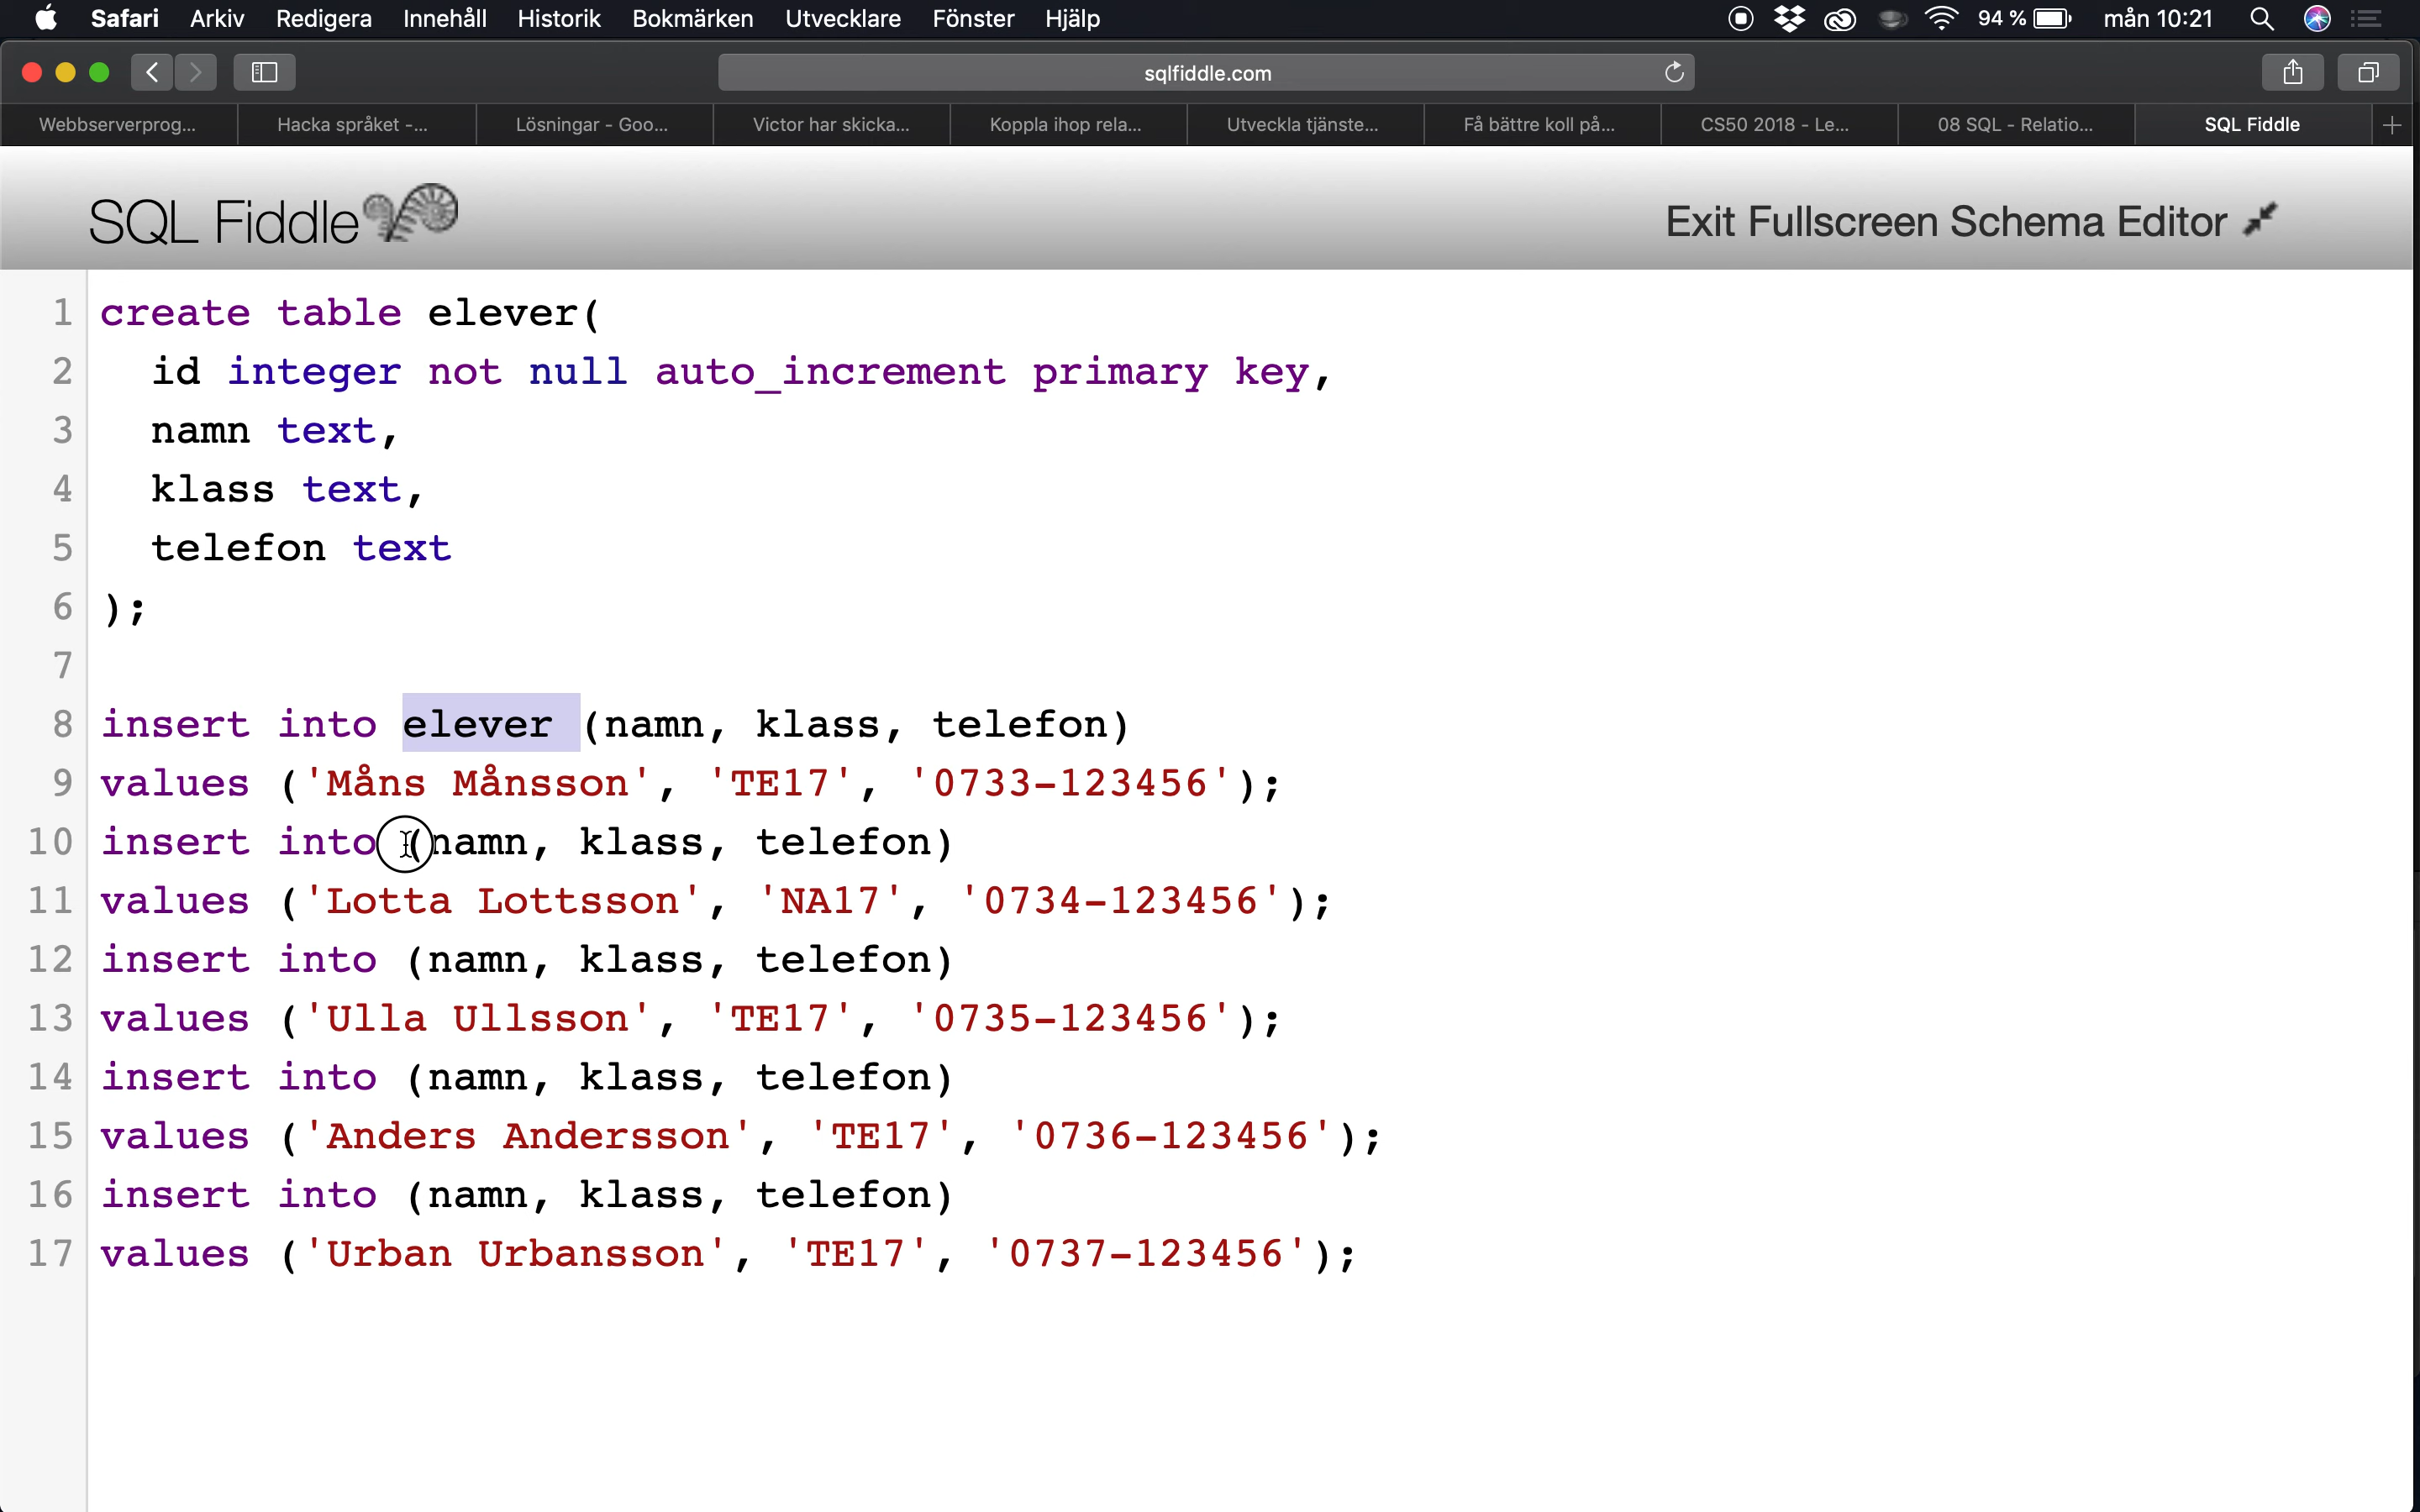 Safari Arkiv Redigera Innehåll Historik Bokmärken Utvecklare Fönster Hjälp 94 % mån 10:21
sqlfiddle.com
Webbserverprog... Hacka språket -... Lösningar - Goo... Victor har skicka... Koppla ihop rela... Utveckla tjänste... Få bättre koll på... CS50 2018 - Le... 08 SQL - Relatio... SQL Fiddle
SQL Fiddle Exit Fullscreen Schema Editor
1 create table elever(
2 id integer not null auto_increment primary key,
3 namn text,
4 klass text,
5 telefon text
6 );
7
8 insert into elever (namn, klass, telefon)
9 values ('Måns Månsson', 'TE17', '0733-123456');
10 insert into (namn, klass, telefon)
11 values ('Lotta Lottsson', 'NA17', '0734-123456');
12 insert into (namn, klass, telefon)
13 values ('Ulla Ullsson', 'TE17', '0735-123456');
14 insert into (namn, klass, telefon)
15 values ('Anders Andersson', 'TE17', '0736-123456');
16 insert into (namn, klass, telefon)
17 values ('Urban Urbansson', 'TE17', '0737-123456');